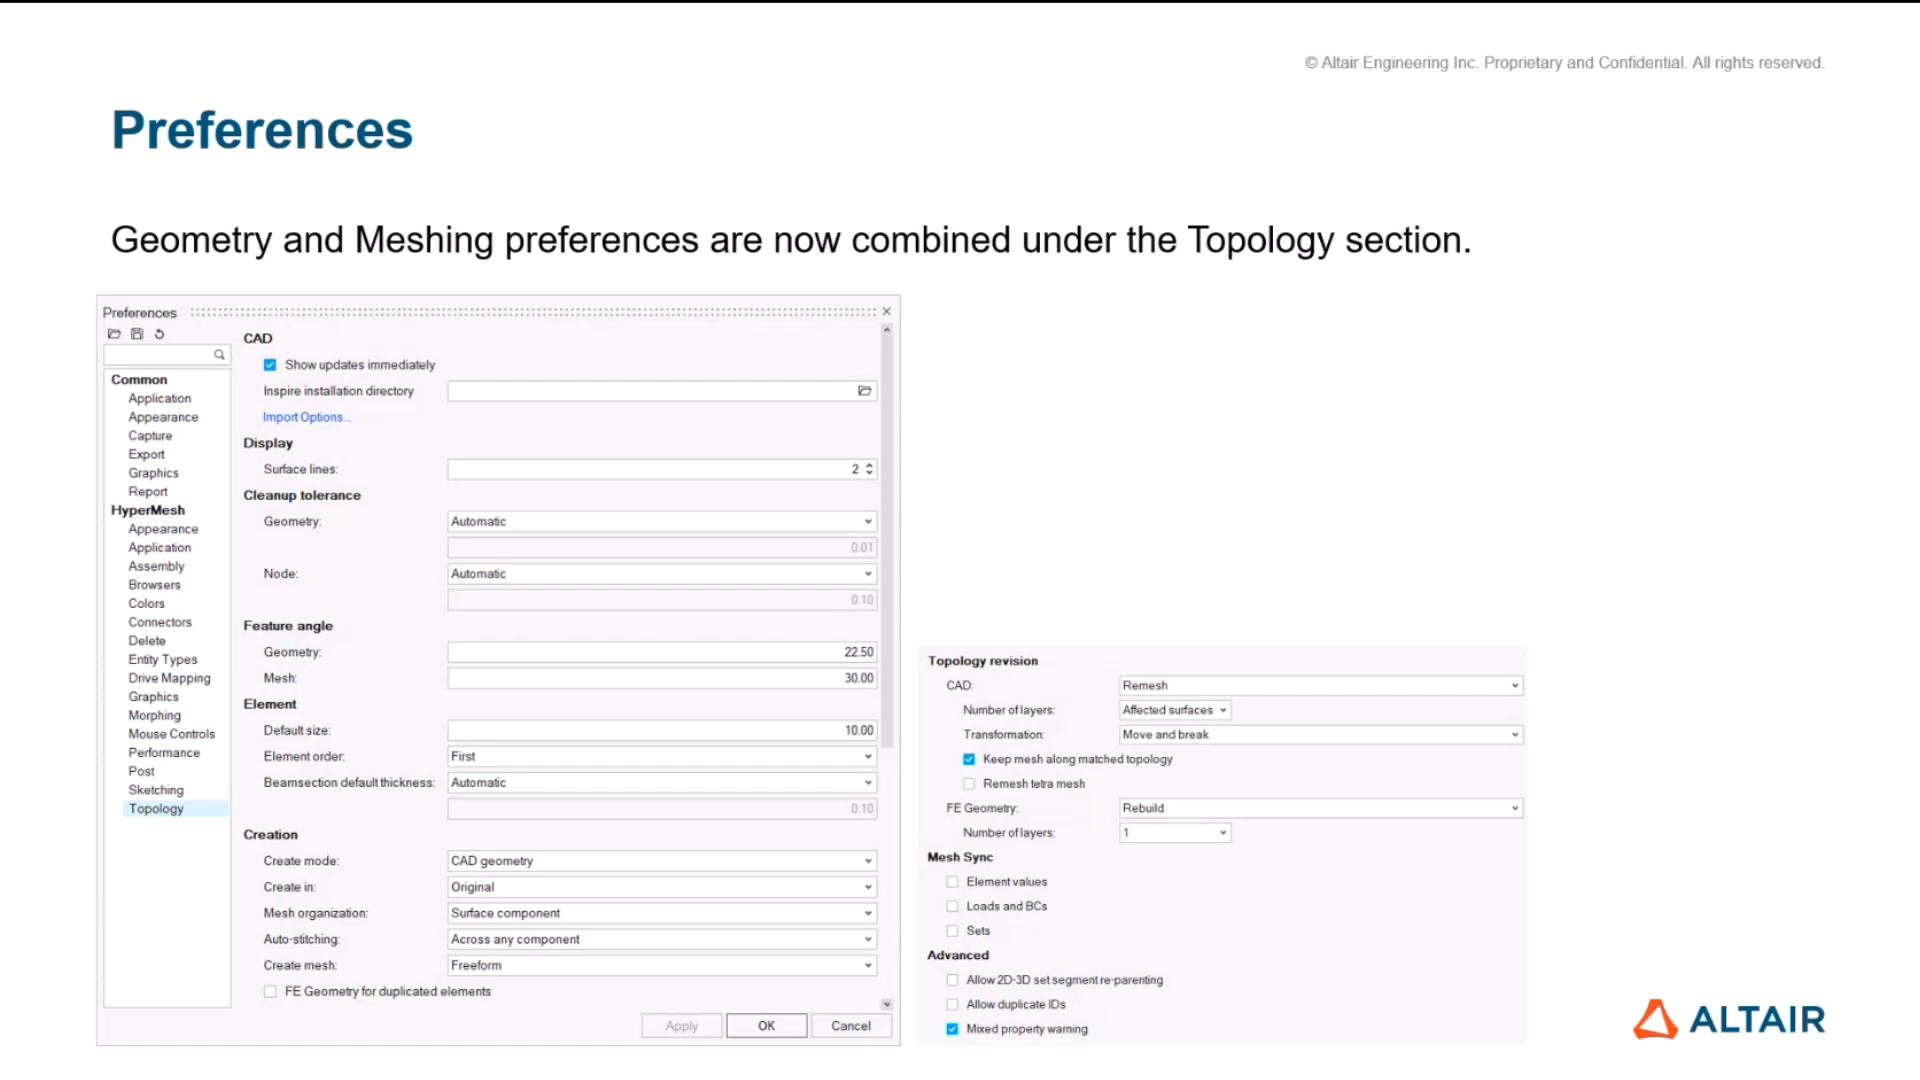 © Altair Engineering Inc. Proprietary and Confidential. All rights reserved.
Preferences
Geometry and Meshing preferences are now combined under the Topology section.
Preferences
Common
Application
Appearance
Capture
Export
Graphics
Report
HyperMesh
Appearance
Application
Assembly
Browsers
Colors
Connectors
Delete
Entity Types
Drive Mapping
Graphics
Morphing
Mouse Controls
Performance
Post
Sketching
Topology
CAD
Show updates immediately
Inspire installation directory
Import Options...
Display
Surface lines: 2
Cleanup tolerance
Geometry: Automatic
0.01
Node: Automatic
0.10
Feature angle
Geometry: 22.50
Mesh: 30.00
Element
Default size: 10.00
Element order: First
Beamsection default thickness: Automatic
0.10
Creation
Create mode: CAD geometry
Create in: Original
Mesh organization: Surface component
Auto-stitching: Across any component
Create mesh: Freeform
FE Geometry for duplicated elements
Apply OK Cancel
Topology revision
CAD: Remesh
Number of layers: Affected surfaces
Transformation: Move and break
Keep mesh along matched topology
Remesh tetra mesh
FE Geometry: Rebuild
Number of layers: 1
Mesh Sync
Element values
Loads and BCs
Sets
Advanced
Allow 2D-3D set segment re-parenting
Allow duplicate IDs
Mixed property warning
ALTAIR